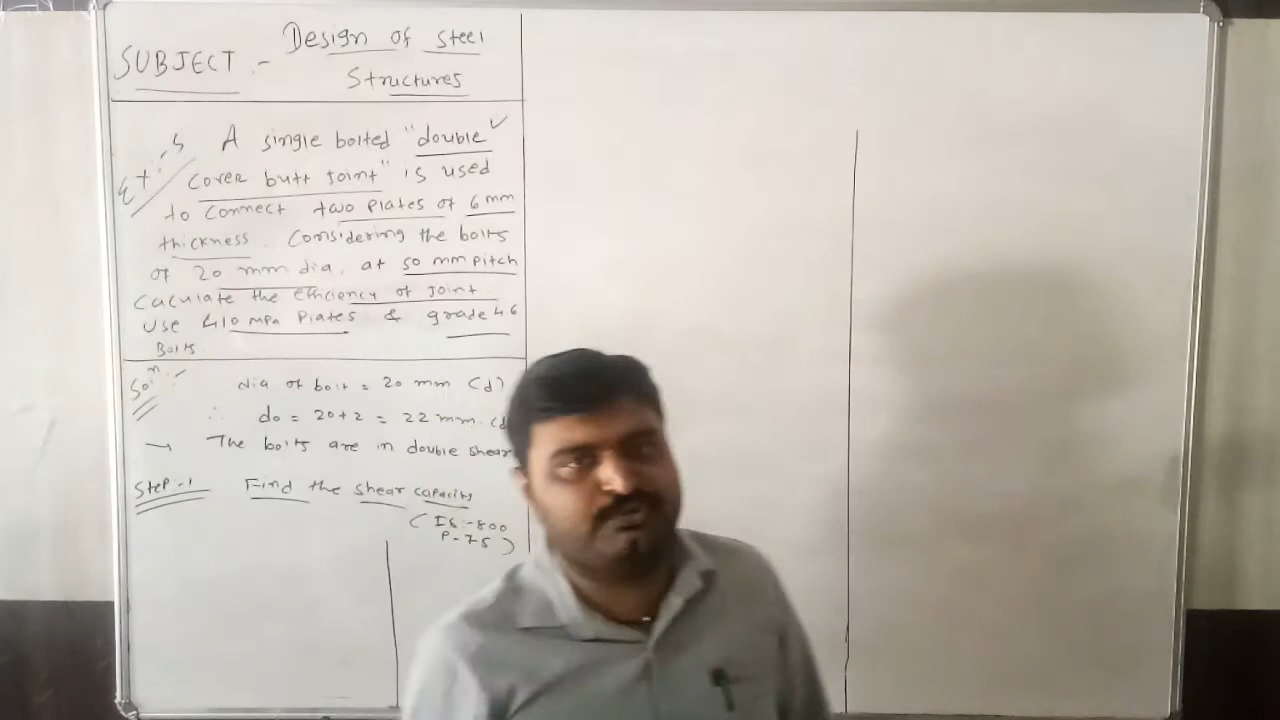 SUBJECT :- Design of steel
Structures
Ex:-5 A single bolted "double
cover butt joint" is used
to connect two plates of 6 mm
thickness. Considering the bolts
of 20 mm dia. at 50 mm pitch
Caculate the efficiency of joint
Use 410 mpa plates & grade 4.6
Bolts
Soln:- dia of bolt = 20 mm (d)
∴ do = 20+2 = 22 mm. (d
→ The bolts are in double shear
Step-1 Find the shear capacity
(IS:-800
P-75)